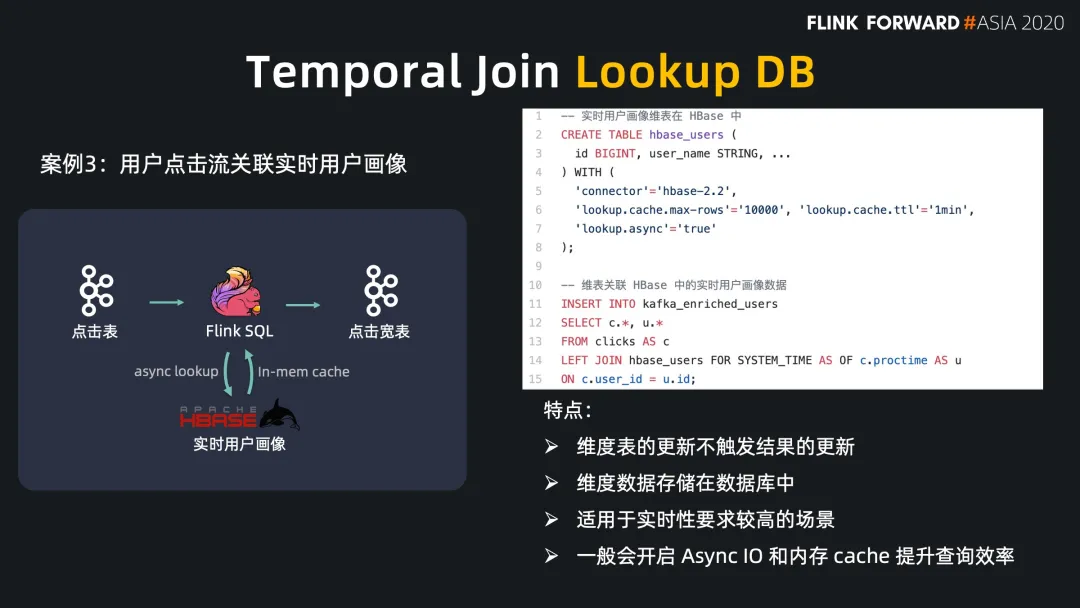 FLINK FORWARD #ASIA 2020
Temporal Join Lookup DB
案例3：用户点击流关联实时用户画像
点击表
Flink SQL
点击宽表
async lookup
In-mem cache
APACHE
HBASE
实时用户画像
1 -- 实时用户画像维表在 HBase 中
2 CREATE TABLE hbase_users (
3 id BIGINT, user_name STRING, ...
4 ) WITH (
5 'connector'='hbase-2.2',
6 'lookup.cache.max-rows'='10000', 'lookup.cache.ttl'='1min',
7 'lookup.async'='true'
8 );
9
10 -- 维表关联 HBase 中的实时用户画像数据
11 INSERT INTO kafka_enriched_users
12 SELECT c.*, u.*
13 FROM clicks AS c
14 LEFT JOIN hbase_users FOR SYSTEM_TIME AS OF c.proctime AS u
15 ON c.user_id = u.id;
特点：
➢ 维度表的更新不触发结果的更新
➢ 维度数据存储在数据库中
➢ 适用于实时性要求较高的场景
➢ 一般会开启 Async IO 和内存 cache 提升查询效率